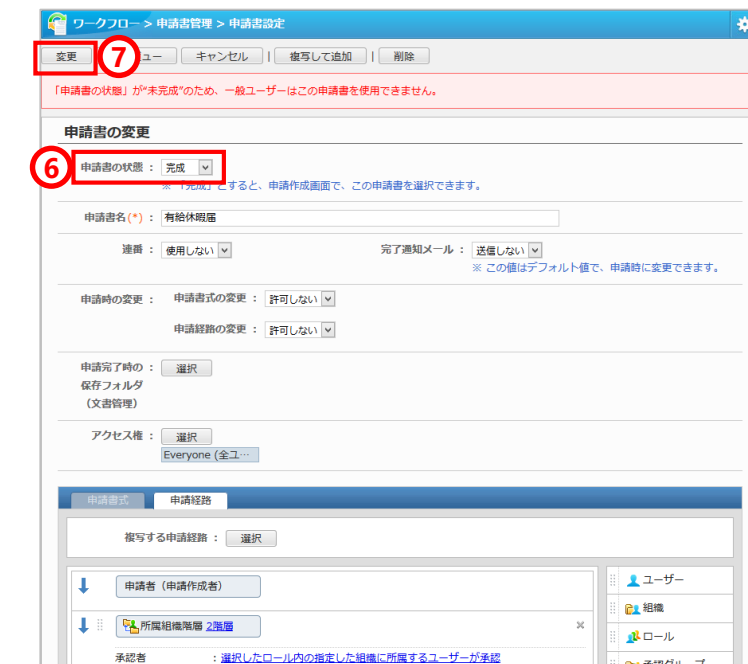 ワークフロー > 申請書管理 > 申請書設定
変更 ⑦ ュー キャンセル | 複写して追加 | 削除
「申請書の状態」が“未完成”のため、一般ユーザーはこの申請書を使用できません。
申請書の変更
⑥ 申請書の状態 : 完成
※ 「完成」とすると、申請作成画面で、この申請書を選択できます。
申請書名(*) : 有給休暇届
連番 : 使用しない 完了通知メール : 送信しない
※ この値はデフォルト値で、申請時に変更できます。
申請時の変更 : 申請書式の変更 : 許可しない
申請経路の変更 : 許可しない
申請完了時の : 選択
保存フォルダ
(文書管理)
アクセス権 : 選択
Everyone (全ユ…
申請書式 申請経路
複写する申請経路 : 選択
申請者(申請作成者)
所属組織階層 2階層
承認者 : 選択したロール内の指定した組織に所属するユーザーが承認
ユーザー
組織
ロール
承認グループ